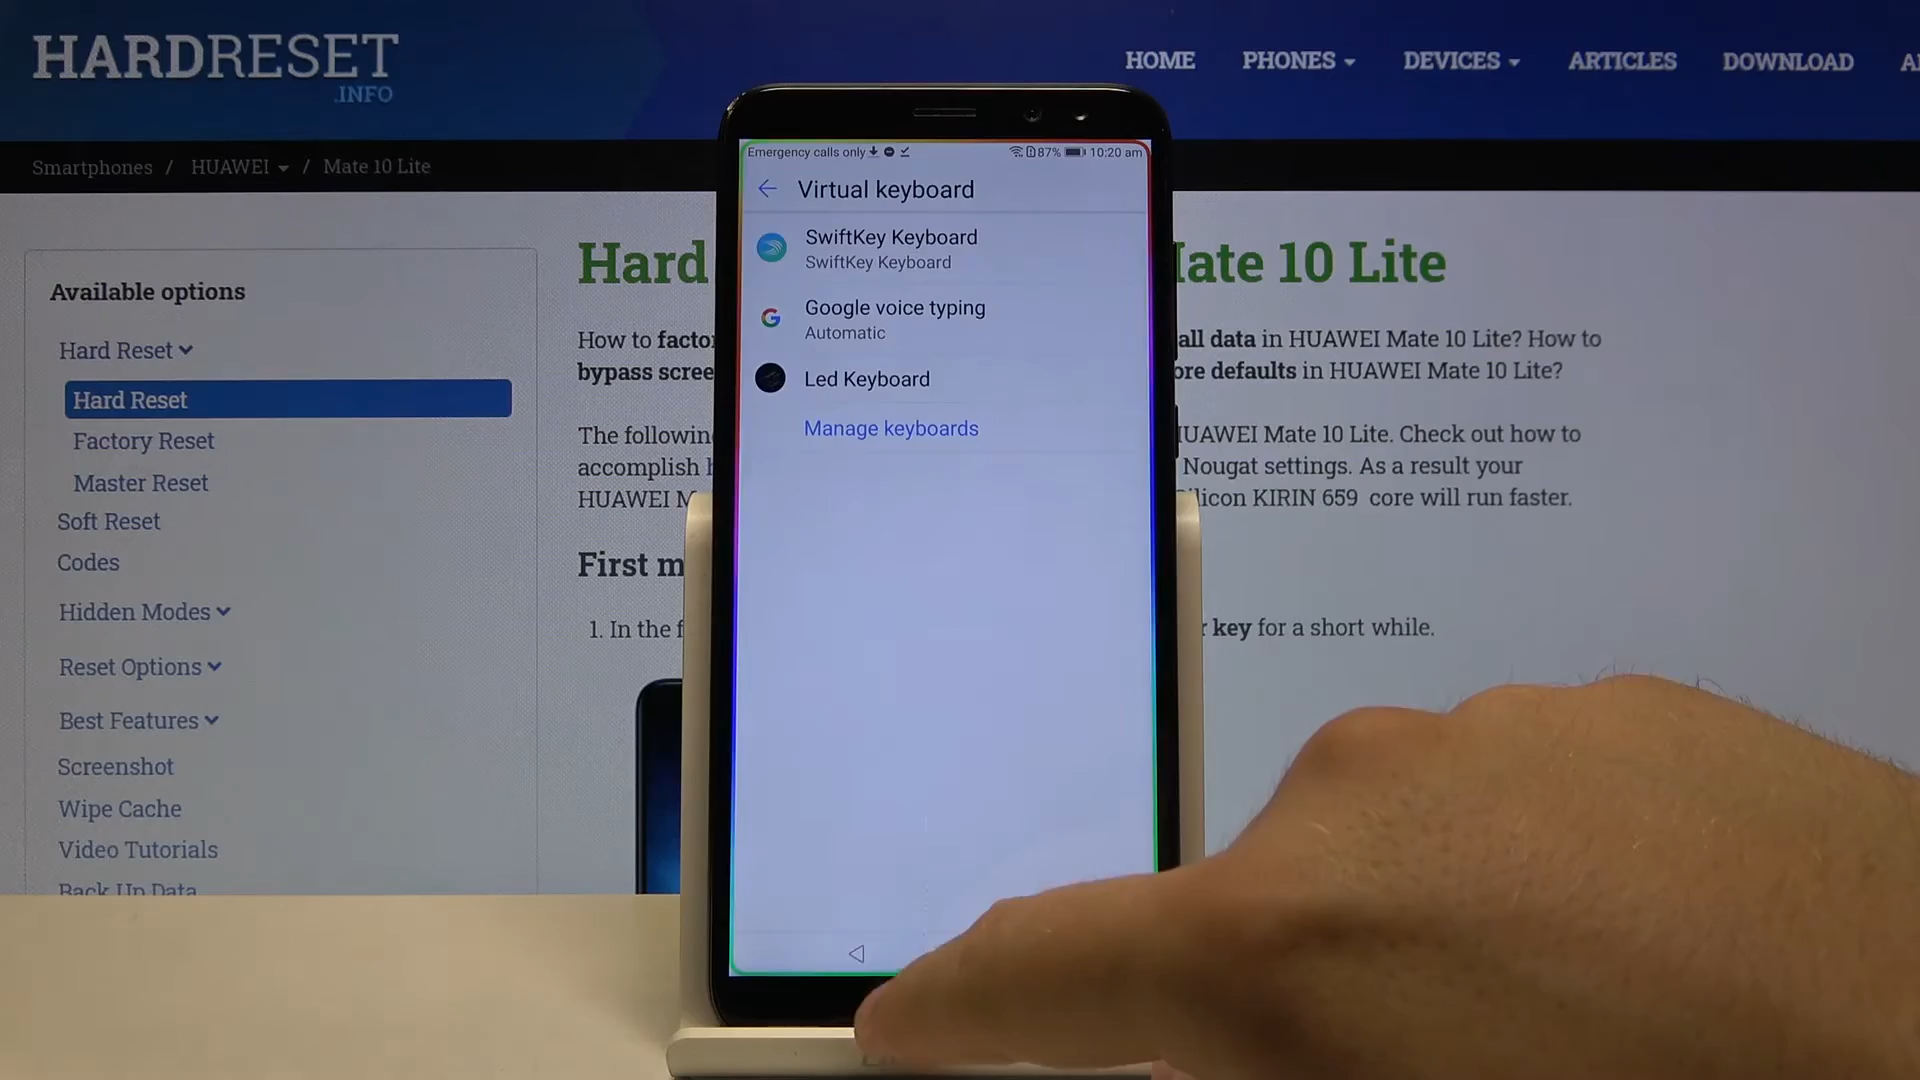 HARDRESET
.INFO
HOME PHONES DEVICES ARTICLES DOWNLOAD
Smartphones / HUAWEI / Mate 10 Lite
Available options
Hard Reset
Hard Reset
Factory Reset
Master Reset
Soft Reset
Codes
Hidden Modes
Reset Options
Best Features
Screenshot
Wipe Cache
Video Tutorials
Back Up Data
Hard Mate 10 Lite
How to all data in HUAWEI Mate 10 Lite? How to
bypass defaults in HUAWEI Mate 10 Lite?
The HUAWEI Mate 10 Lite. Check out how to
accomplish Nougat settings. As a result your
HUAWEI KIRIN 659 core will run faster.
First
1. In the key for a short while.
Emergency calls only 87% 10:20 am
Virtual keyboard
SwiftKey Keyboard
SwiftKey Keyboard
Google voice typing
Automatic
Led Keyboard
Manage keyboards